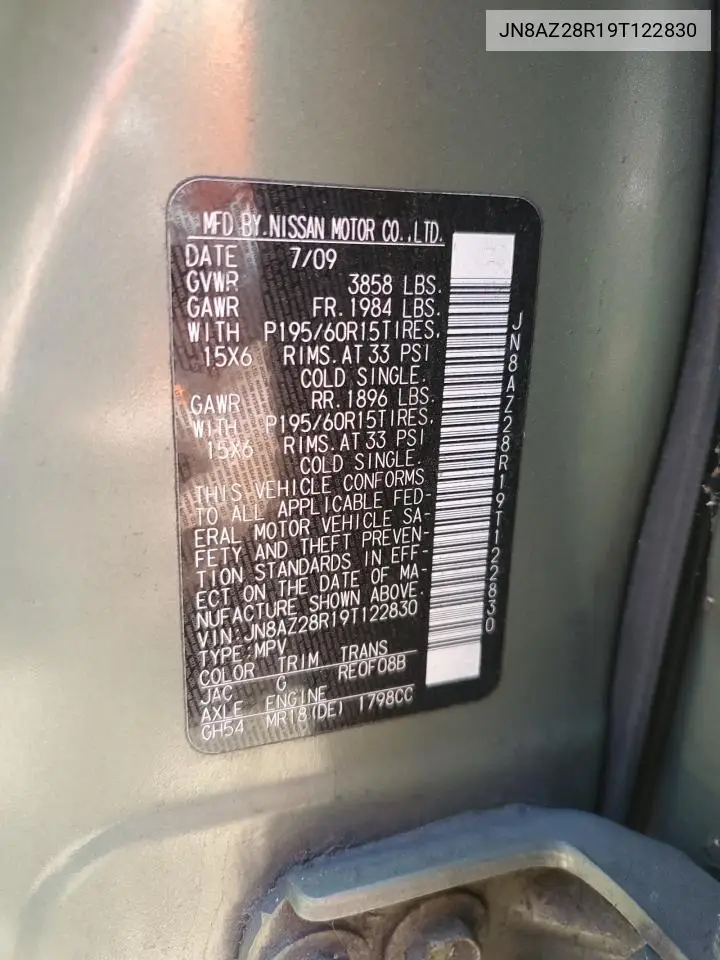 JN8AZ28R19T122830
MFD BY.NISSAN MOTOR CO.,LTD.
DATE 7/09
GVWR 3858 LBS.
GAWR FR.1984 LBS.
WITH P195/60R15TIRES,
15X6 RIMS.AT 33 PSI
COLD SINGLE.
GAWR RR.1896 LBS.
WITH P195/60R15TIRES,
15X6 RIMS.AT 33 PSI
COLD SINGLE.
THIS VEHICLE CONFORMS
TO ALL APPLICABLE FED-
ERAL MOTOR VEHICLE SA-
FETY AND THEFT PREVEN-
TION STANDARDS IN EFF-
ECT ON THE DATE OF MA-
NUFACTURE SHOWN ABOVE.
VIN:JN8AZ28R19T122830
TYPE:MPV
COLOR TRIM TRANS
JAC G RE0F08B
AXLE ENGINE
GH54 MR18(DE) 1798CC
JN8AZ28R19T122830